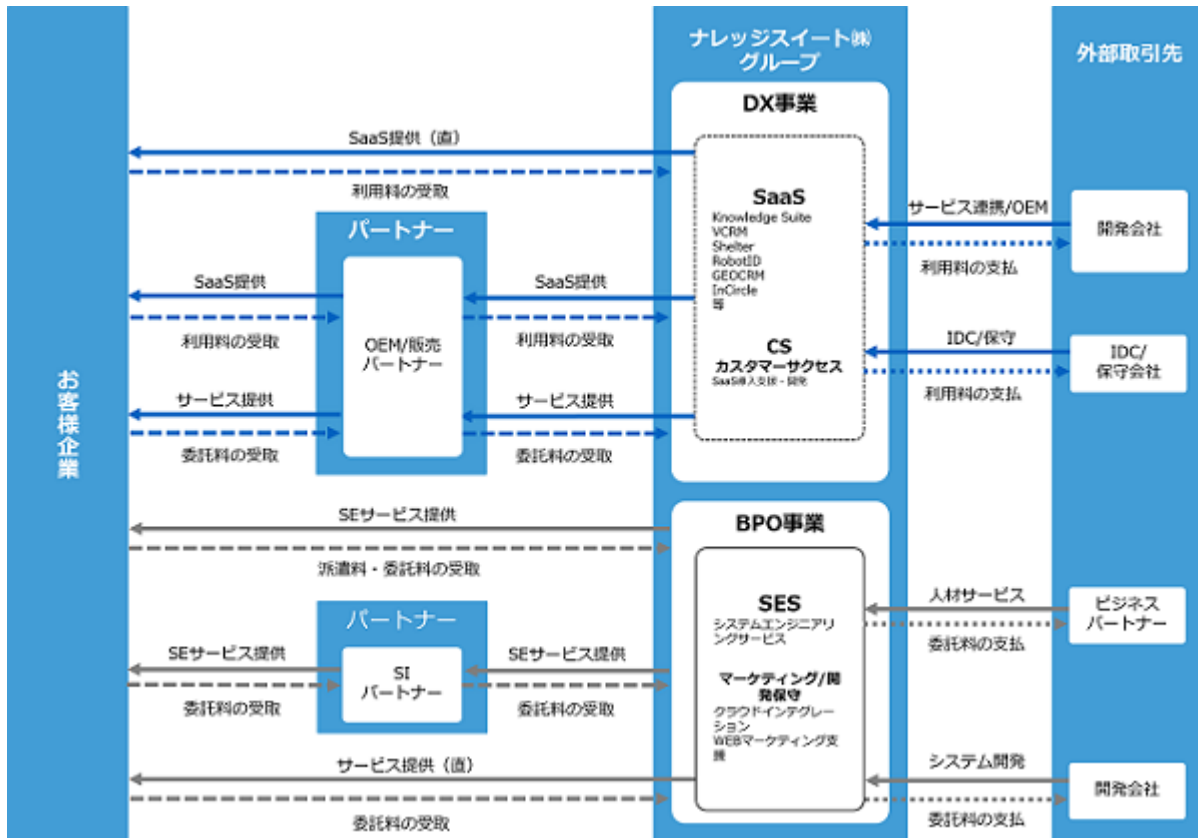 ナレッジスイート㈱
グループ
外部取引先
DX事業
SaaS提供（直）
利用料の受取
SaaS
Knowledge Suite
VCRM
Shelter
RobotID
GEOCRM
InCircle
等
サービス連携/OEM
利用料の支払
開発会社
パートナー
SaaS提供
利用料の受取
OEM/販売
パートナー
SaaS提供
利用料の受取
CS
カスタマーサクセス
SaaS導入支援・開発
IDC/保守
利用料の支払
IDC/
保守会社
お客様企業
サービス提供
委託料の受取
サービス提供
委託料の受取
BPO事業
SEサービス提供
派遣料・委託料の受取
SES
システムエンジニアリ
ングサービス
人材サービス
委託料の支払
ビジネス
パートナー
パートナー
SEサービス提供
委託料の受取
SI
パートナー
SEサービス提供
委託料の受取
マーケティング/開
発保守
クラウドインテグレー
ション
WEBマーケティング支
援
サービス提供（直）
委託料の受取
システム開発
委託料の支払
開発会社